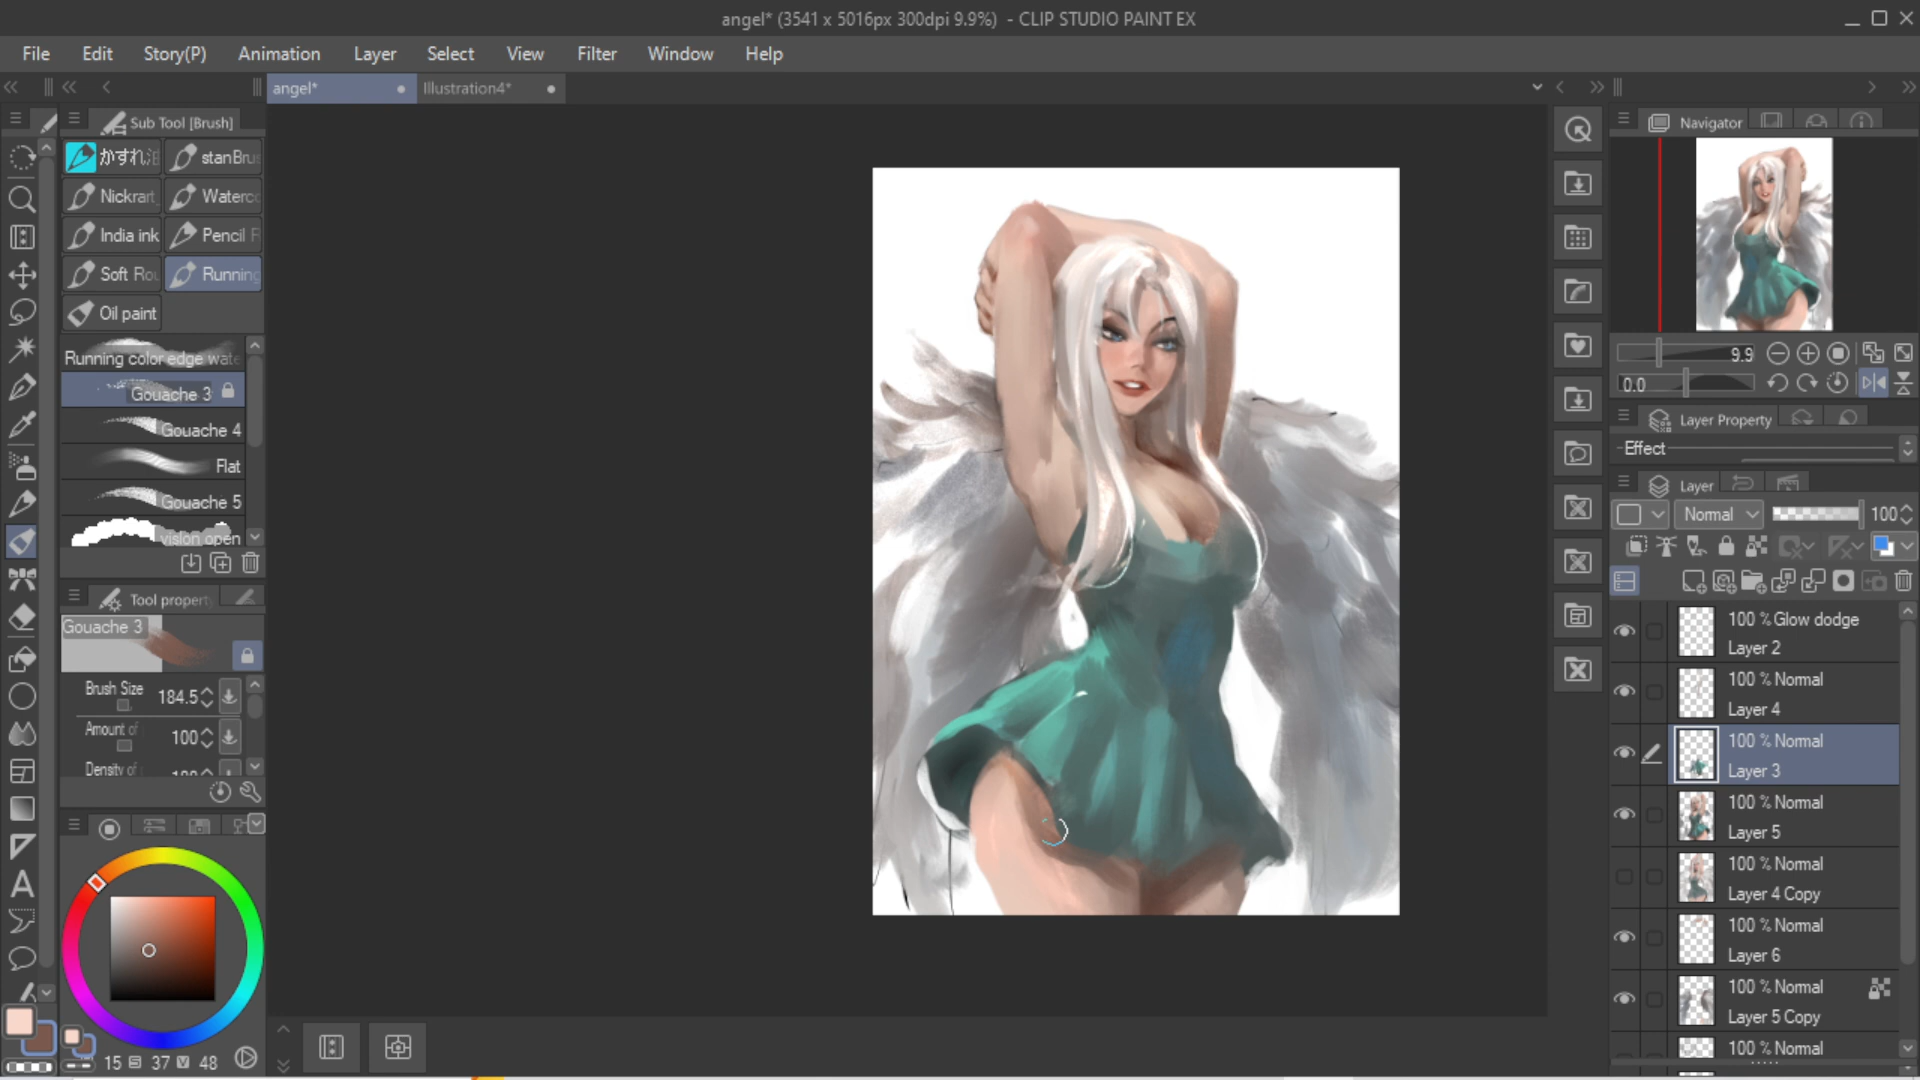 angel* (3541 x 5016px 300dpi 9.9%) - CLIP STUDIO PAINT EX
File Edit Story(P) Animation Layer Select View Filter Window Help
angel* Illustration4*
Sub Tool [Brush]
かすれ
stanBru
Nickrart
Waterc
India ink
Pencil F
Soft Rou
Running
Oil paint
Running color edge wate
Gouache 3
Gouache 4
Flat
Gouache 5
vision open
Tool property
Gouache 3
Brush Size 184.5
Amount of 100
Density of
15 S 37 V 48
Navigator
9.9
0.0
Layer Property
Effect
Layer
Normal 100
100 % Glow dodge
Layer 2
100 % Normal
Layer 4
100 % Normal
Layer 3
100 % Normal
Layer 5
100 % Normal
Layer 4 Copy
100 % Normal
Layer 6
100 % Normal
Layer 5 Copy
100 % Normal